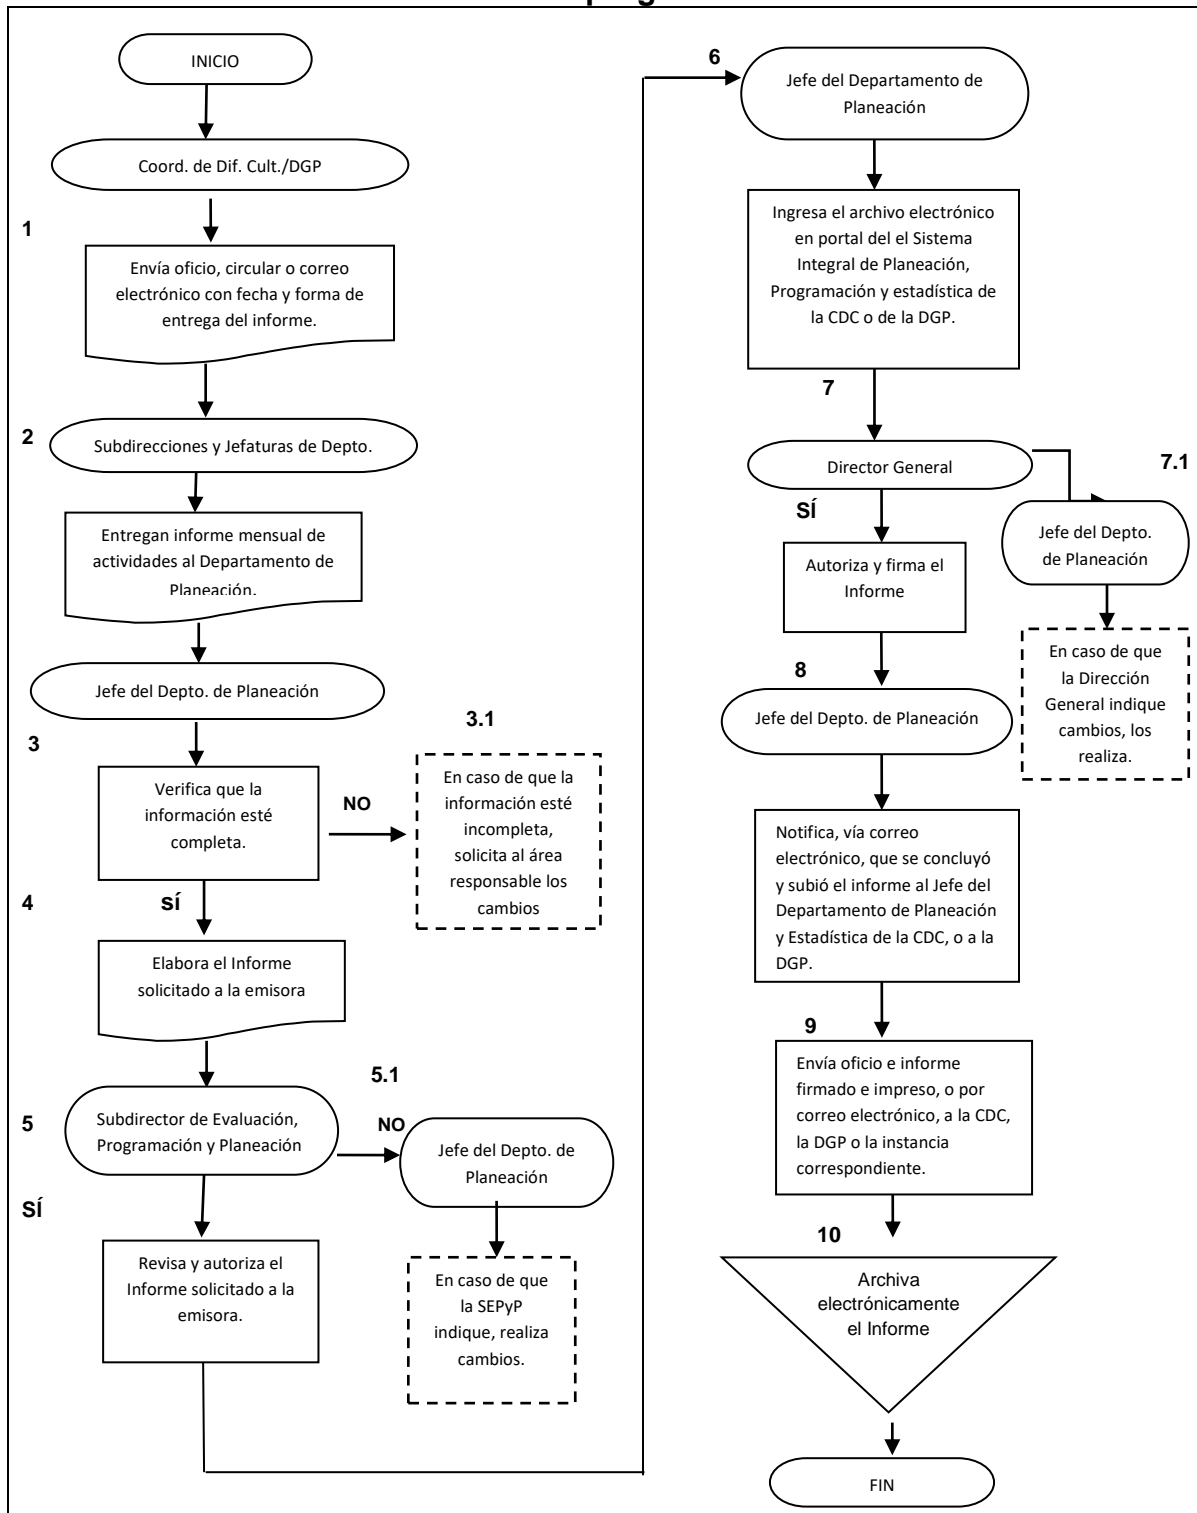 INICIO
Coord. de Dif. Cult./DGP
1
Envía oficio, circular o correo
electrónico con fecha y forma de
entrega del informe.
2
Subdirecciones y Jefaturas de Depto.
Entregan informe mensual de
actividades al Departamento de
Planeación.
Jefe del Depto. de Planeación
3
Verifica que la
información esté
completa.
NO
3.1
En caso de que la
información esté
incompleta,
solicita al área
responsable los
cambios
4
SÍ
Elabora el Informe
solicitado a la emisora
5
Subdirector de Evaluación,
Programación y Planeación
NO
5.1
Jefe del Depto. de
Planeación
En caso de que
la SEPyP
indique, realiza
cambios.
SÍ
Revisa y autoriza el
Informe solicitado a la
emisora.
6
Jefe del Departamento de
Planeación
Ingresa el archivo electrónico
en portal del el Sistema
Integral de Planeación,
Programación y estadística de
la CDC o de la DGP.
7
Director General
7.1
Jefe del Depto.
de Planeación
En caso de que
la Dirección
General indique
cambios, los
realiza.
SÍ
Autoriza y firma el
Informe
8
Jefe del Depto. de Planeación
Notifica, vía correo
electrónico, que se concluyó
y subió el informe al Jefe del
Departamento de Planeación
y Estadística de la CDC, o a la
DGP.
9
Envía oficio e informe
firmado e impreso, o por
correo electrónico, a la CDC,
la DGP o la instancia
correspondiente.
10
Archiva
electrónicamente
el Informe
FIN